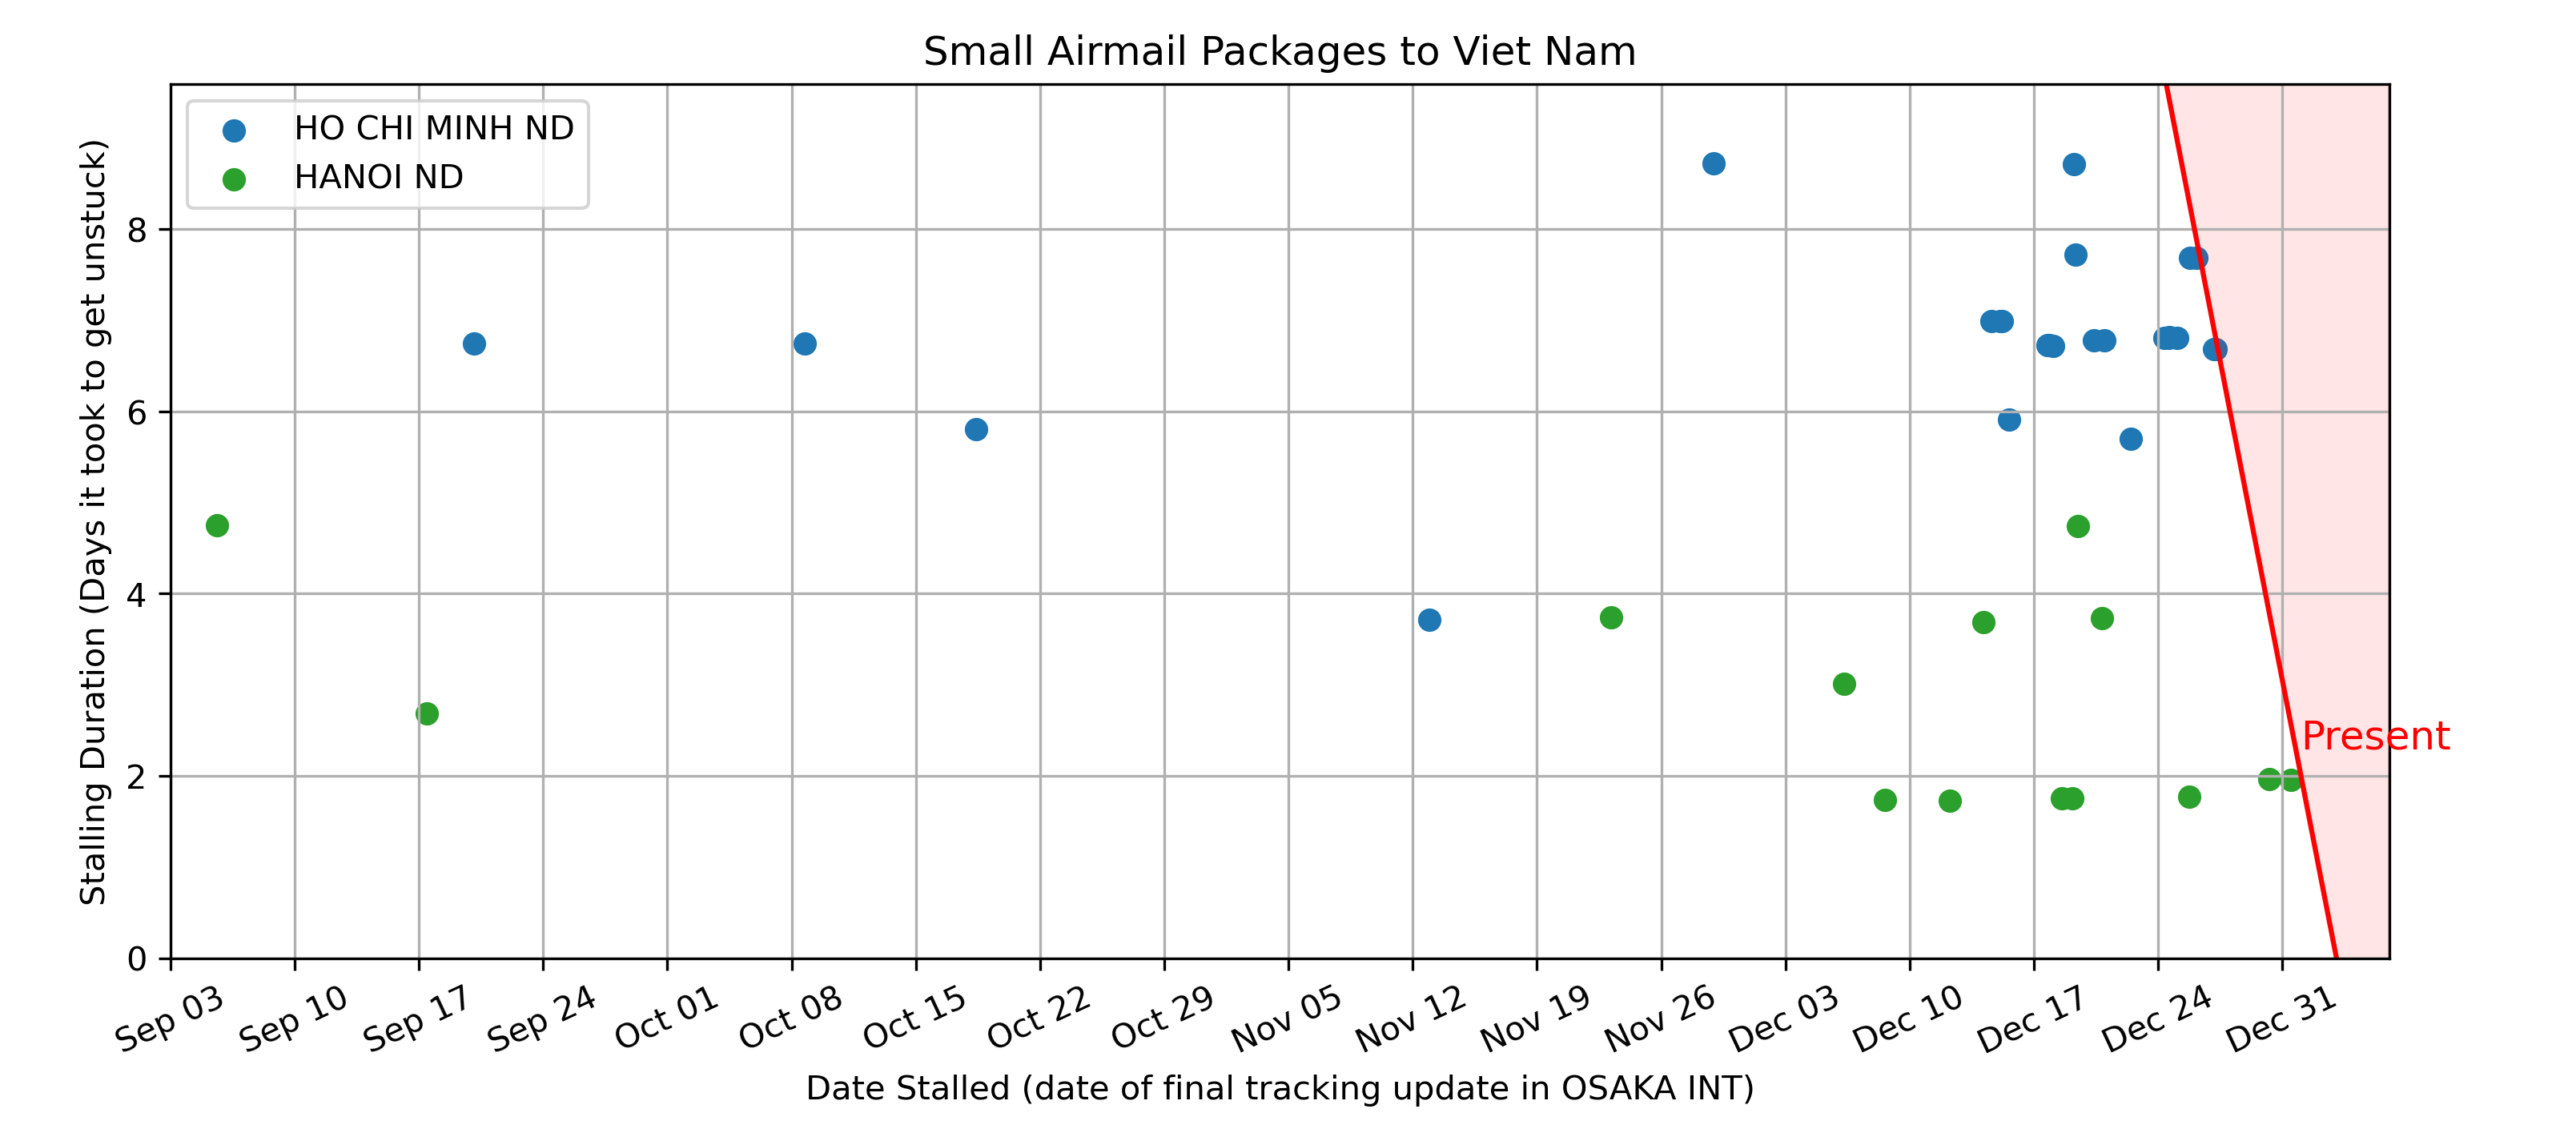 Small Airmail Packages to Viet Nam
HO CHI MINH ND
HANOI ND
Stalling Duration (Days it took to get unstuck)
8
6
4
2
0
Present
Sep 03
Sep 10
Sep 17
Sep 24
Oct 01
Oct 08
Oct 15
Oct 22
Oct 29
Nov 05
Nov 12
Nov 19
Nov 26
Dec 03
Dec 10
Dec 17
Dec 24
Dec 31
Date Stalled (date of final tracking update in OSAKA INT)